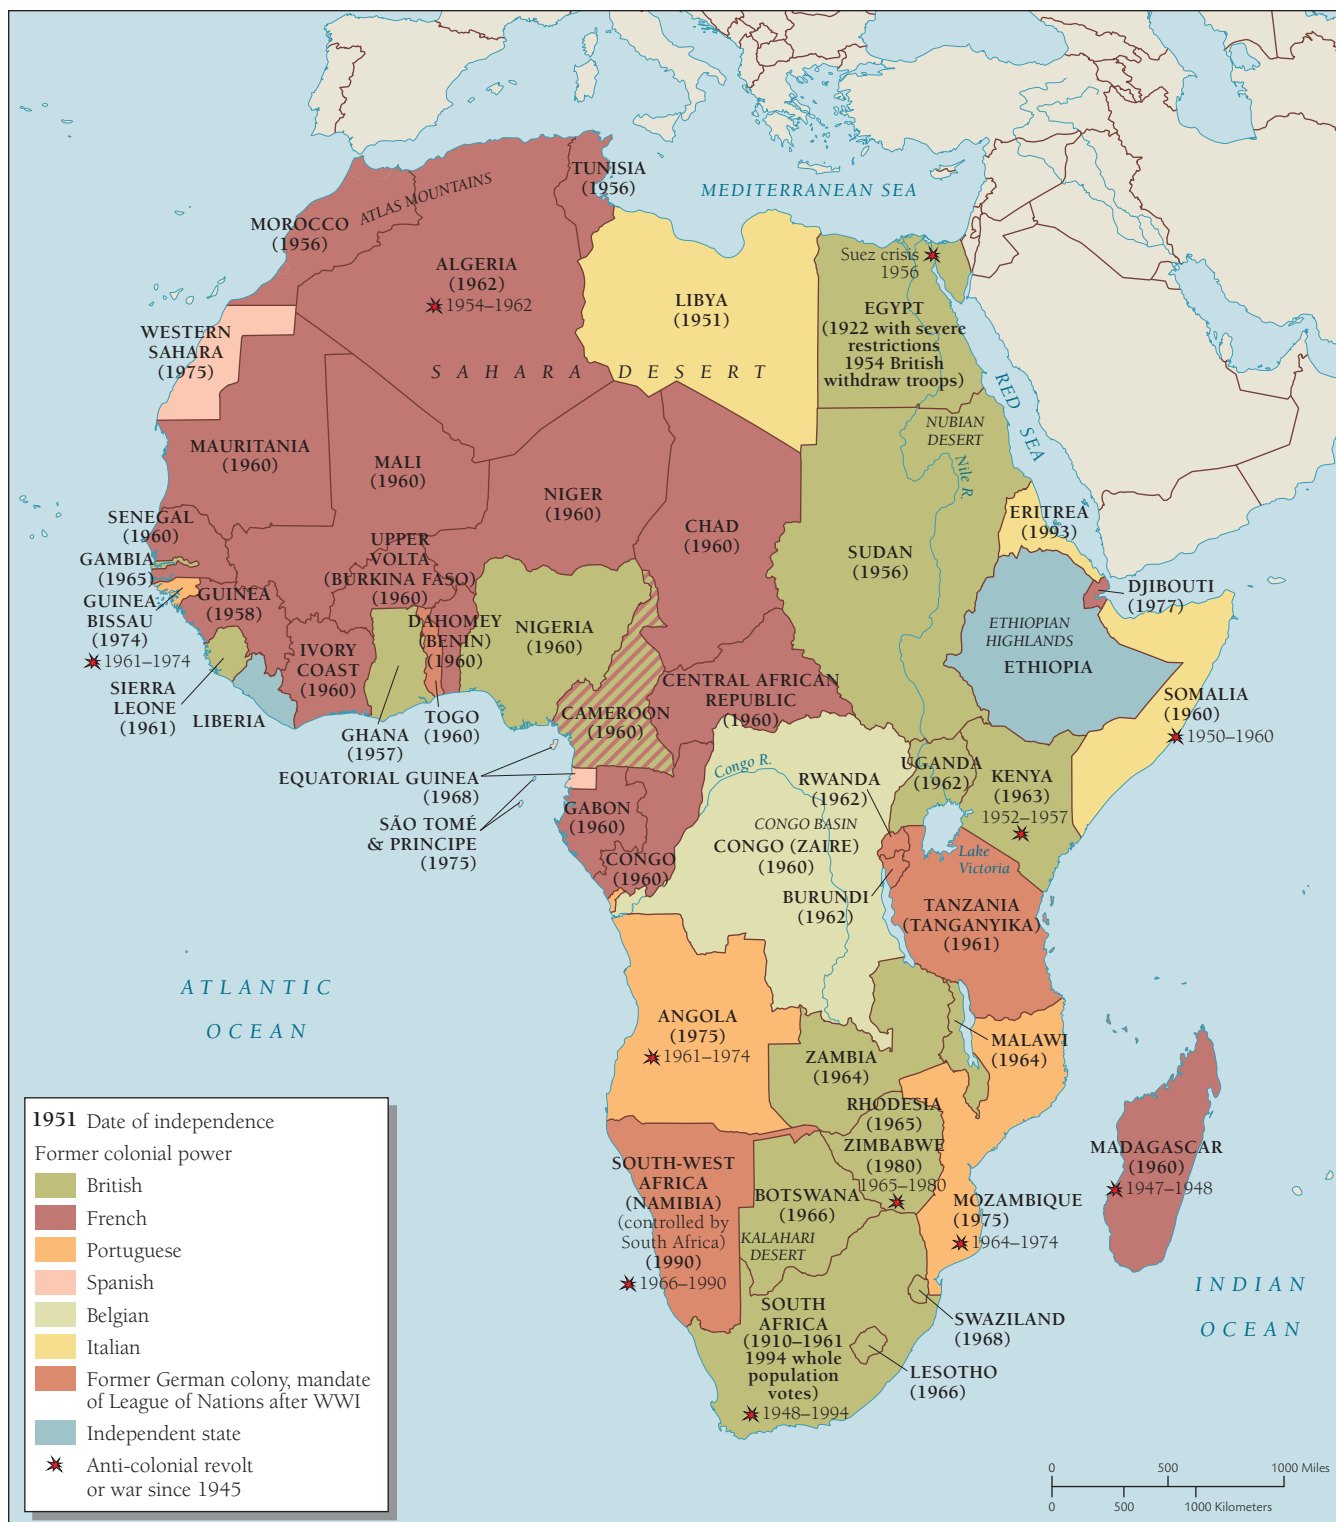 MEDITERRANEAN SEA
TUNISIA
(1956)
ATLAS MOUNTAINS
MOROCCO
(1956)
ALGERIA
(1962)
1954–1962
LIBYA
(1951)
Suez crisis
1956
EGYPT
(1922 with severe
restrictions
1954 British
withdraw troops)
WESTERN
SAHARA
(1975)
SAHARA DESERT
RED SEA
NUBIAN
DESERT
Nile R.
MAURITANIA
(1960)
MALI
(1960)
NIGER
(1960)
CHAD
(1960)
SUDAN
(1956)
ERITREA
(1993)
SENEGAL
(1960)
GAMBIA
(1965)
GUINEA
BISSAU
(1974)
1961–1974
GUINEA
(1958)
UPPER
VOLTA
(BURKINA FASO)
(1960)
DAHOMEY
(BENIN)
(1960)
NIGERIA
(1960)
DJIBOUTI
(1977)
ETHIOPIAN
HIGHLANDS
ETHIOPIA
SIERRA
LEONE
(1961)
LIBERIA
IVORY
COAST
(1960)
GHANA
(1957)
TOGO
(1960)
CAMEROON
(1960)
CENTRAL AFRICAN
REPUBLIC
(1960)
SOMALIA
(1960)
1950–1960
EQUATORIAL GUINEA
(1968)
SÃO TOMÉ
& PRINCIPE
(1975)
GABON
(1960)
CONGO
(1960)
Congo R.
CONGO BASIN
CONGO (ZAIRE)
(1960)
RWANDA
(1962)
BURUNDI
(1962)
UGANDA
(1962)
KENYA
(1963)
1952–1957
Lake
Victoria
TANZANIA
(TANGANYIKA)
(1961)
ATLANTIC
OCEAN
ANGOLA
(1975)
1961–1974
ZAMBIA
(1964)
MALAWI
(1964)
RHODESIA
(1965)
ZIMBABWE
(1980)
1965–1980
MOZAMBIQUE
(1975)
1964–1974
MADAGASCAR
(1960)
1947–1948
SOUTH-WEST
AFRICA
(NAMIBIA)
(controlled by
South Africa)
(1990)
1966–1990
BOTSWANA
(1966)
KALAHARI
DESERT
SOUTH
AFRICA
(1910–1961
1994 whole
population
votes)
1948–1994
SWAZILAND
(1968)
LESOTHO
(1966)
INDIAN
OCEAN
1951 Date of independence
Former colonial power
British
French
Portuguese
Spanish
Belgian
Italian
Former German colony, mandate
of League of Nations after WWI
Independent state
Anti-colonial revolt
or war since 1945
0 500 1000 Miles
0 500 1000 Kilometers